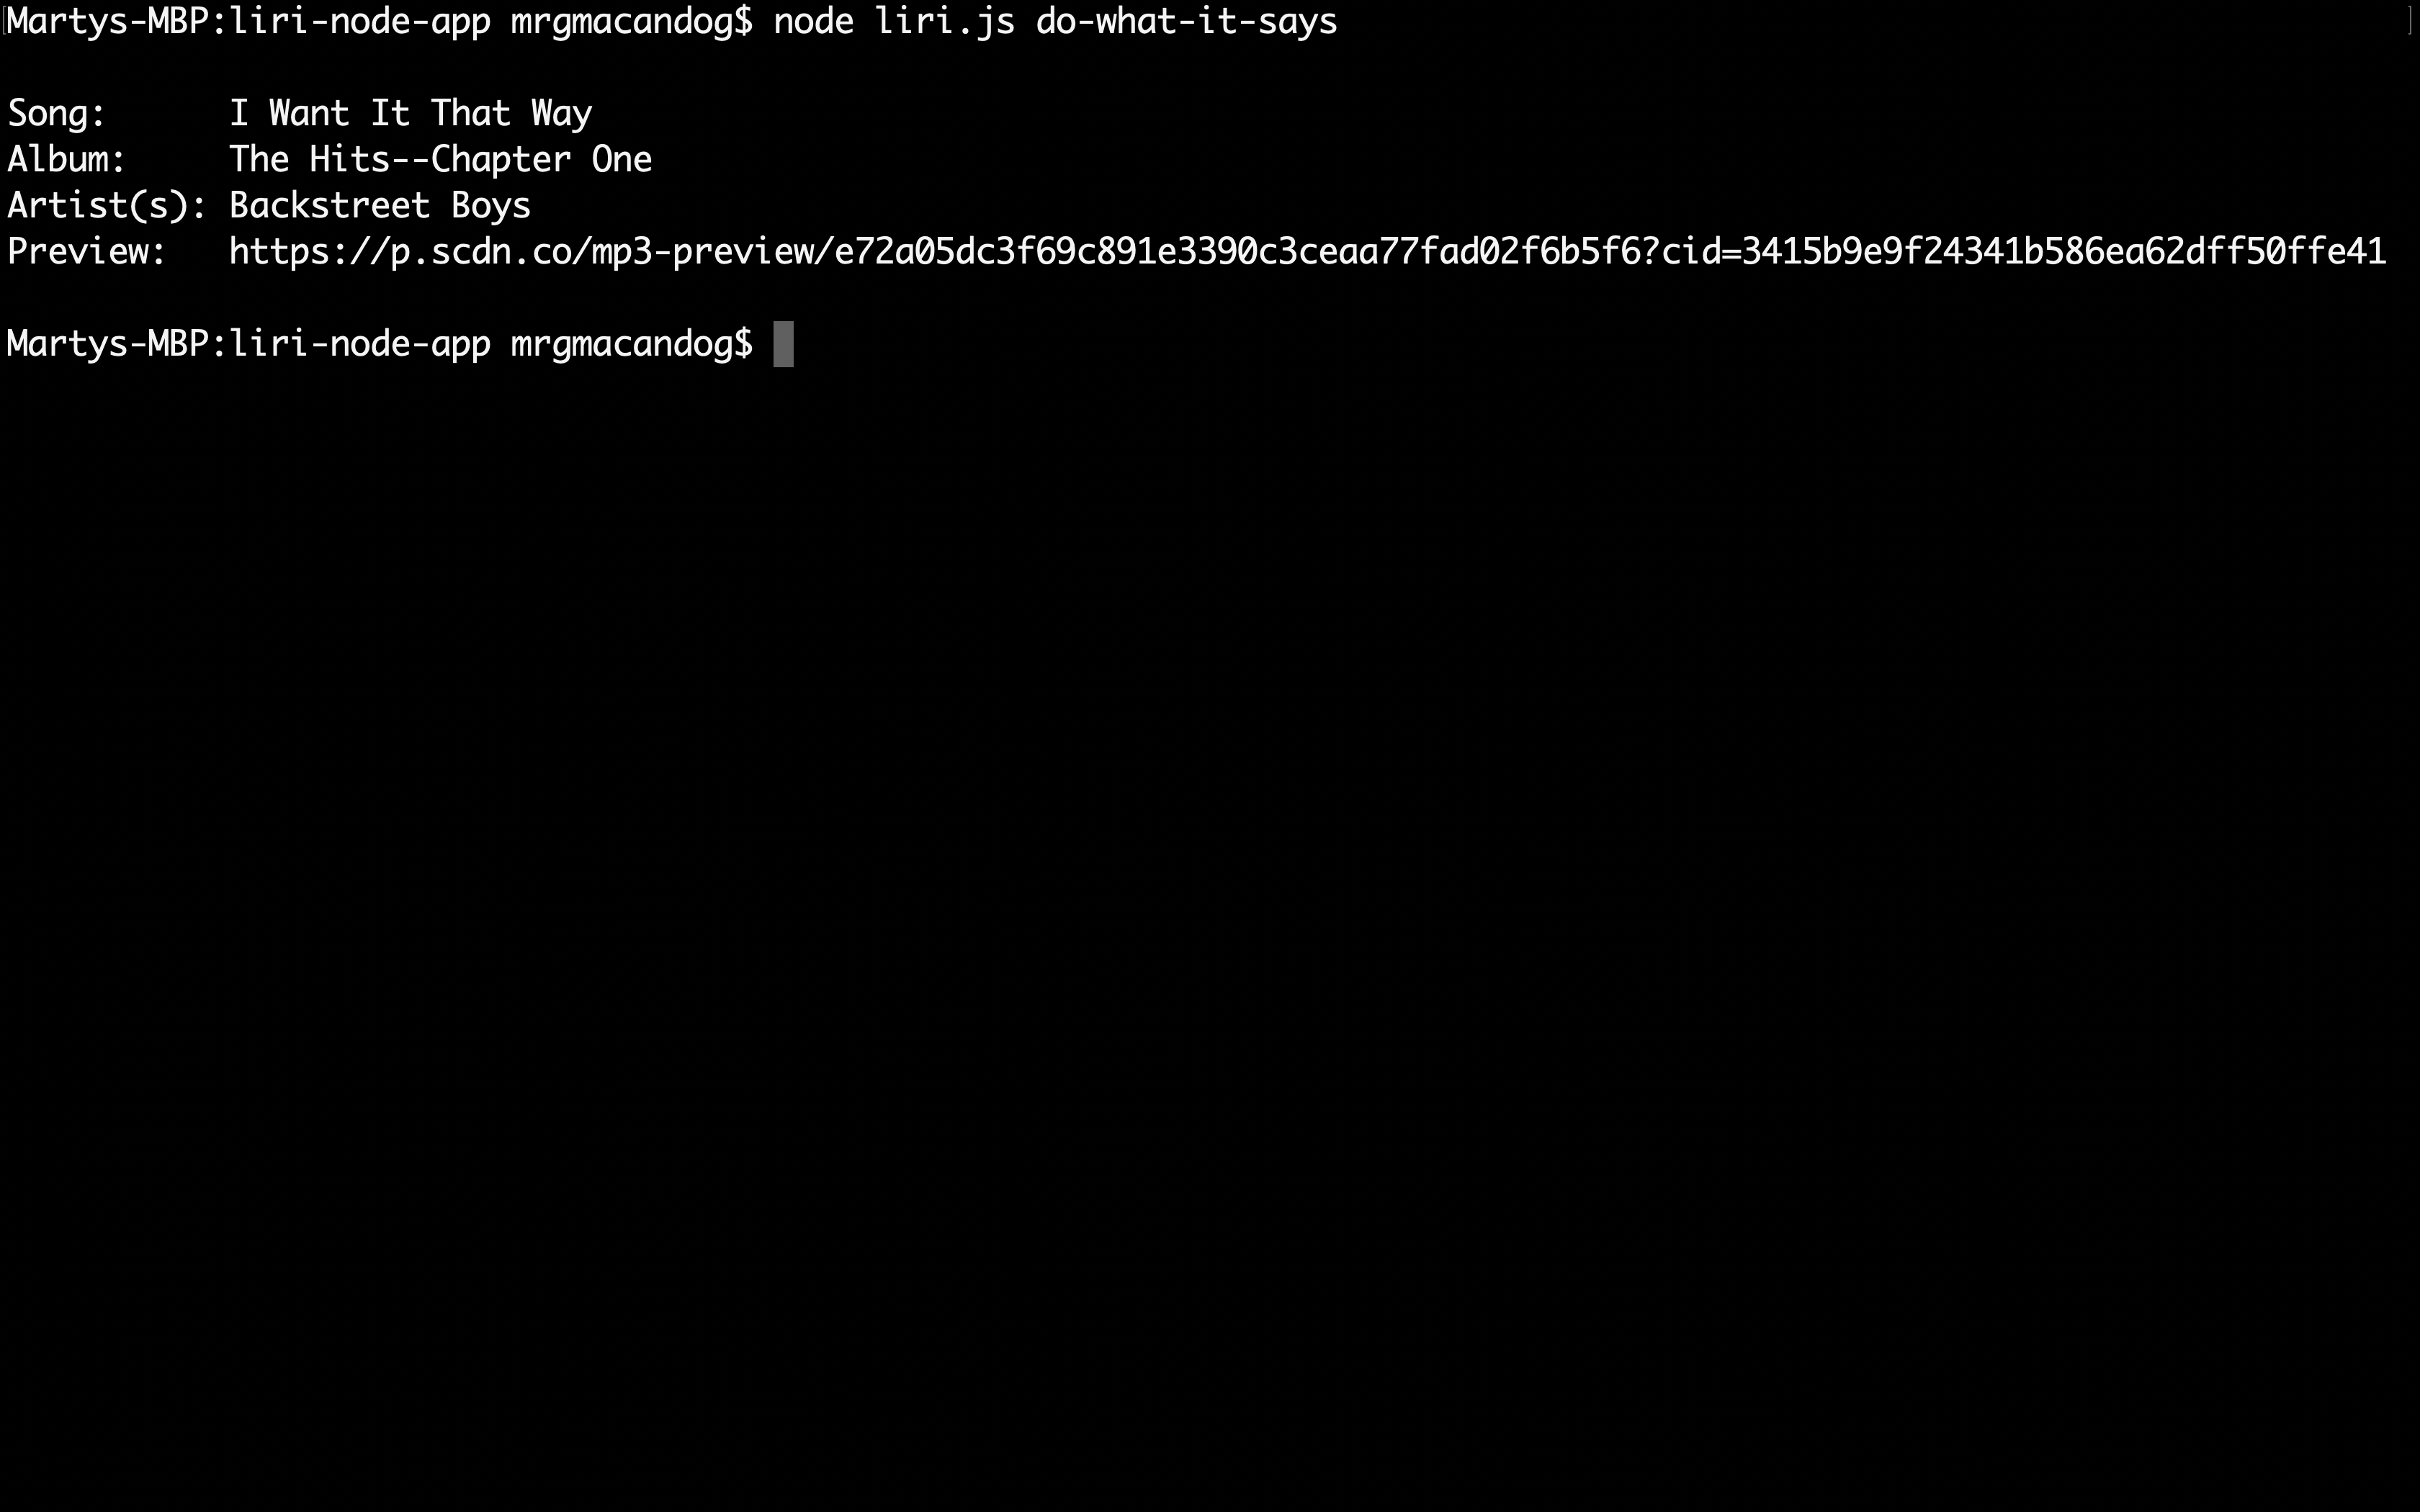 [Martys-MBP:liri-node-app mrgmacandog$ node liri.js do-what-it-says ]
Song: I Want It That Way
Album: The Hits--Chapter One
Artist(s): Backstreet Boys
Preview: https://p.scdn.co/mp3-preview/e72a05dc3f69c891e3390c3ceaa77fad02f6b5f6?cid=3415b9e9f24341b586ea62dff50ffe41
Martys-MBP:liri-node-app mrgmacandog$